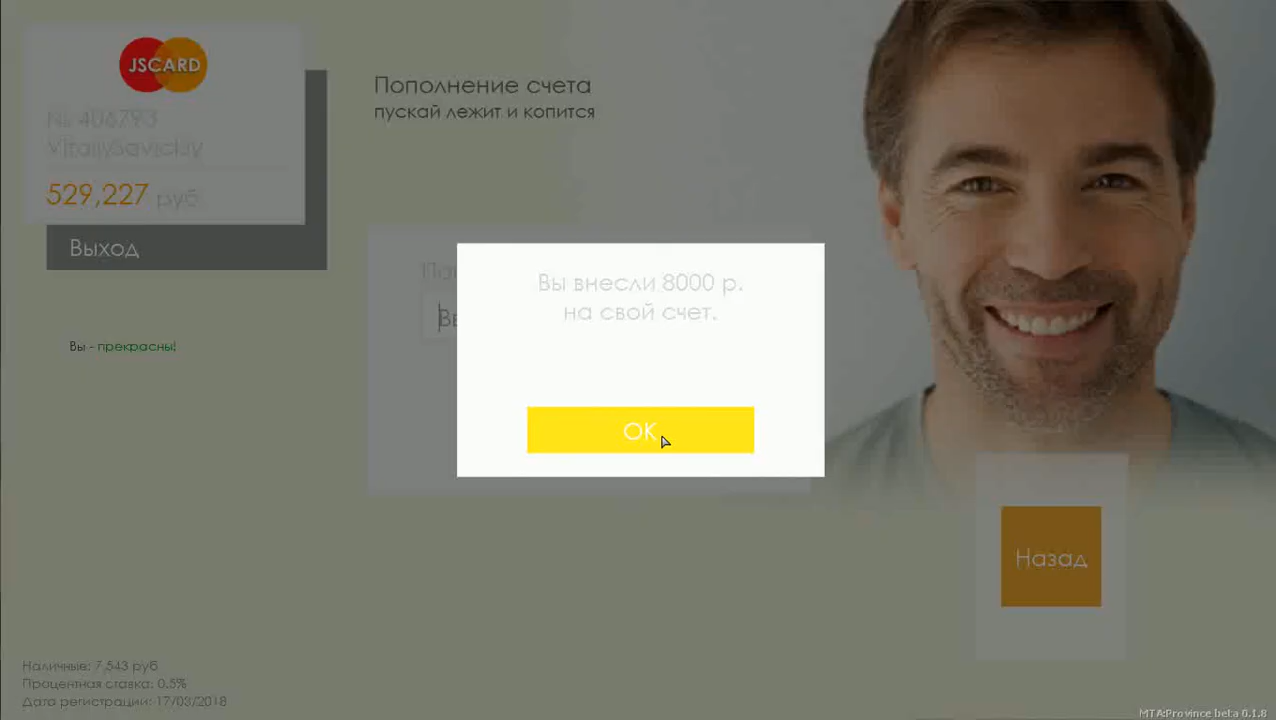 JSCARD
№ 406793
VitaliySavickiy
529,227 руб
Выход
Вы - прекрасны!
Пополнение счета
пускай лежит и копится
Вы внесли 8000 р.
на свой счет.
OK
Назад
Наличные: 7,543 руб
Процентная ставка: 0.5%
Дата регистрации: 17/03/2018
MTA:Province beta 0.1.8